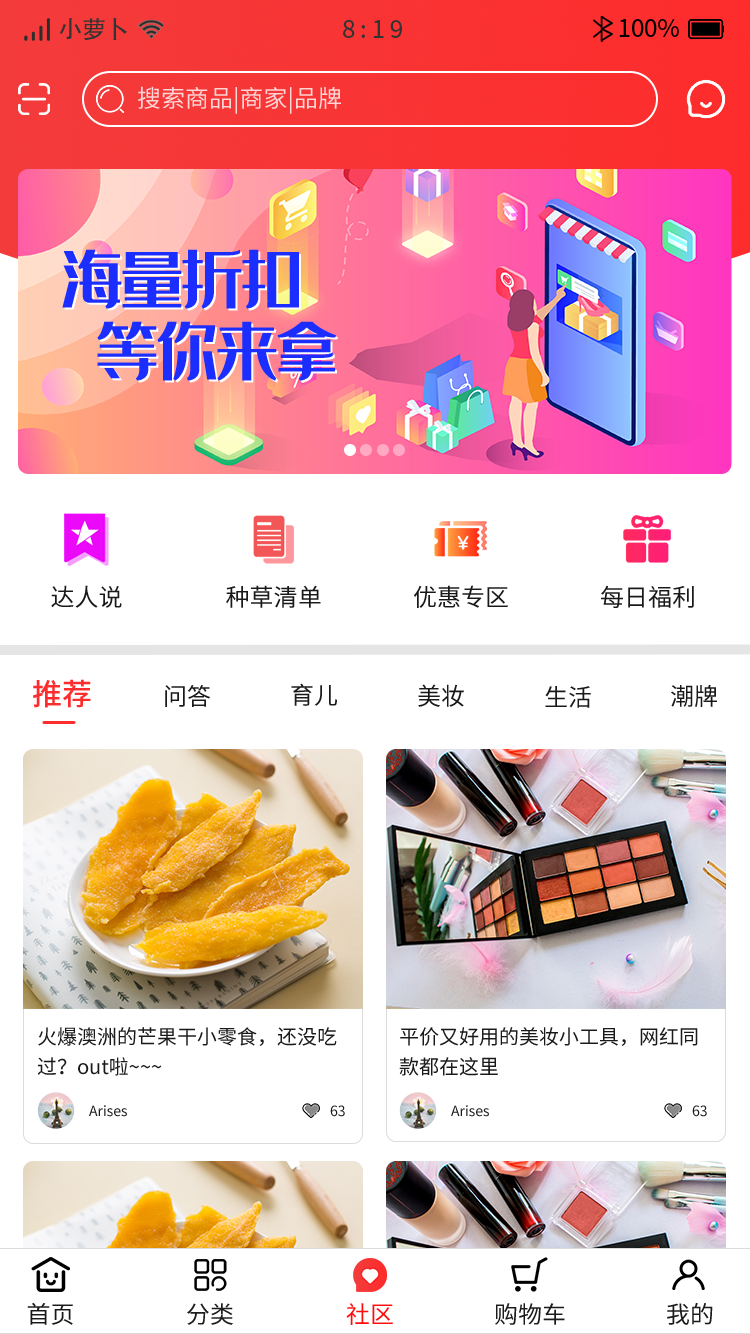 小萝卜
8:19
100%
搜索商品|商家|品牌
海量折扣
等你来拿
达人说
种草清单
优惠专区
每日福利
推荐
问答
育儿
美妆
生活
潮牌
火爆澳洲的芒果干小零食，还没吃
过？out啦~~~
Arises
63
平价又好用的美妆小工具，网红同
款都在这里
Arises
63
首页
分类
社区
购物车
我的